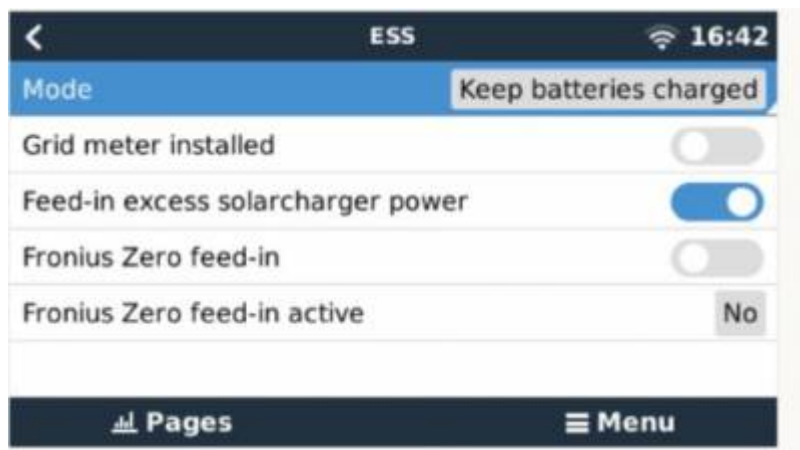 ESS 16:42
Mode Keep batteries charged
Grid meter installed
Feed-in excess solarcharger power
Fronius Zero feed-in
Fronius Zero feed-in active No
Pages Menu